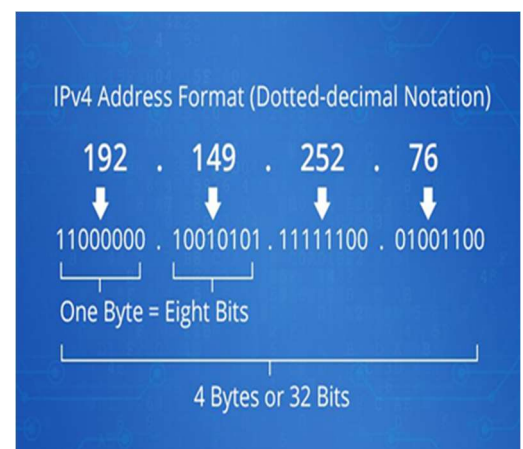 IPv4 Address Format (Dotted-decimal Notation)
192 . 149 . 252 . 76
11000000 . 10010101 . 11111100 . 01001100
One Byte = Eight Bits
4 Bytes or 32 Bits